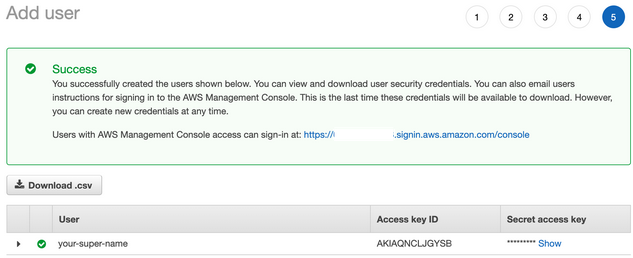 Add user
1 2 3 4 5
Success
You successfully created the users shown below. You can view and download user security credentials. You can also email users
instructions for signing in to the AWS Management Console. This is the last time these credentials will be available to download. However,
you can create new credentials at any time.
Users with AWS Management Console access can sign-in at: https:// .signin.aws.amazon.com/console
Download .csv
User Access key ID Secret access key
your-super-name AKIAQNCLJGYSB ********* Show